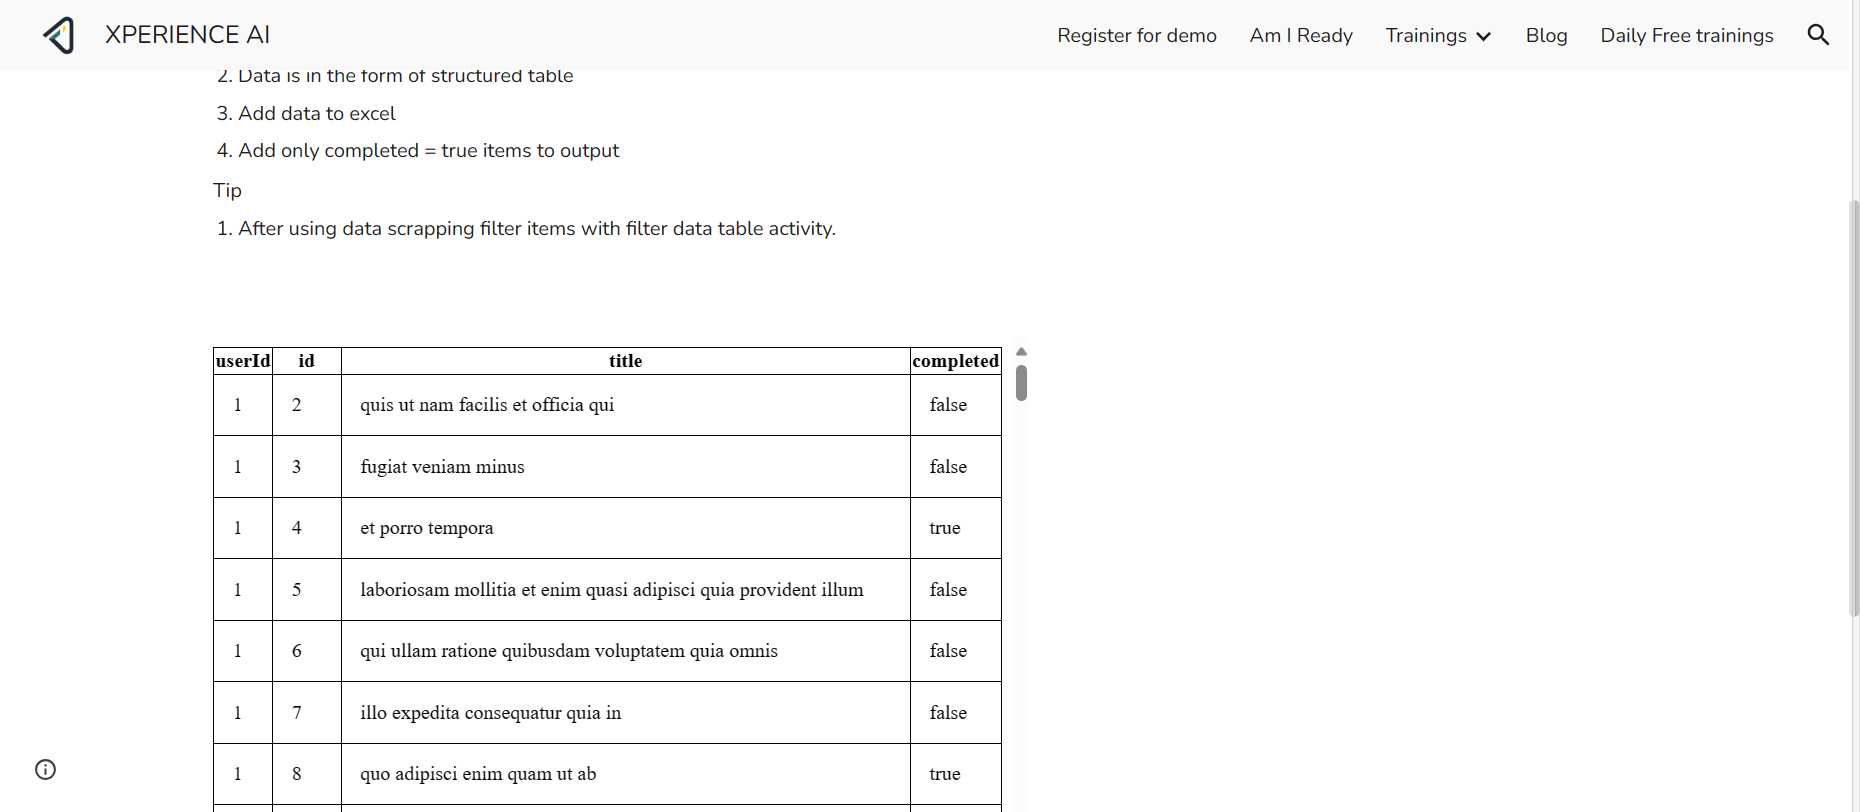 XPERIENCE AI
Register for demo
Am I Ready
Trainings
Blog
Daily Free trainings
2. Data is in the form of structured table
3. Add data to excel
4. Add only completed = true items to output
Tip
1. After using data scrapping filter items with filter data table activity.
userId id title completed
1 2 quis ut nam facilis et officia qui false
1 3 fugiat veniam minus false
1 4 et porro tempora true
1 5 laboriosam mollitia et enim quasi adipisci quia provident illum false
1 6 qui ullam ratione quibusdam voluptatem quia omnis false
1 7 illo expedita consequatur quia in false
1 8 quo adipisci enim quam ut ab true